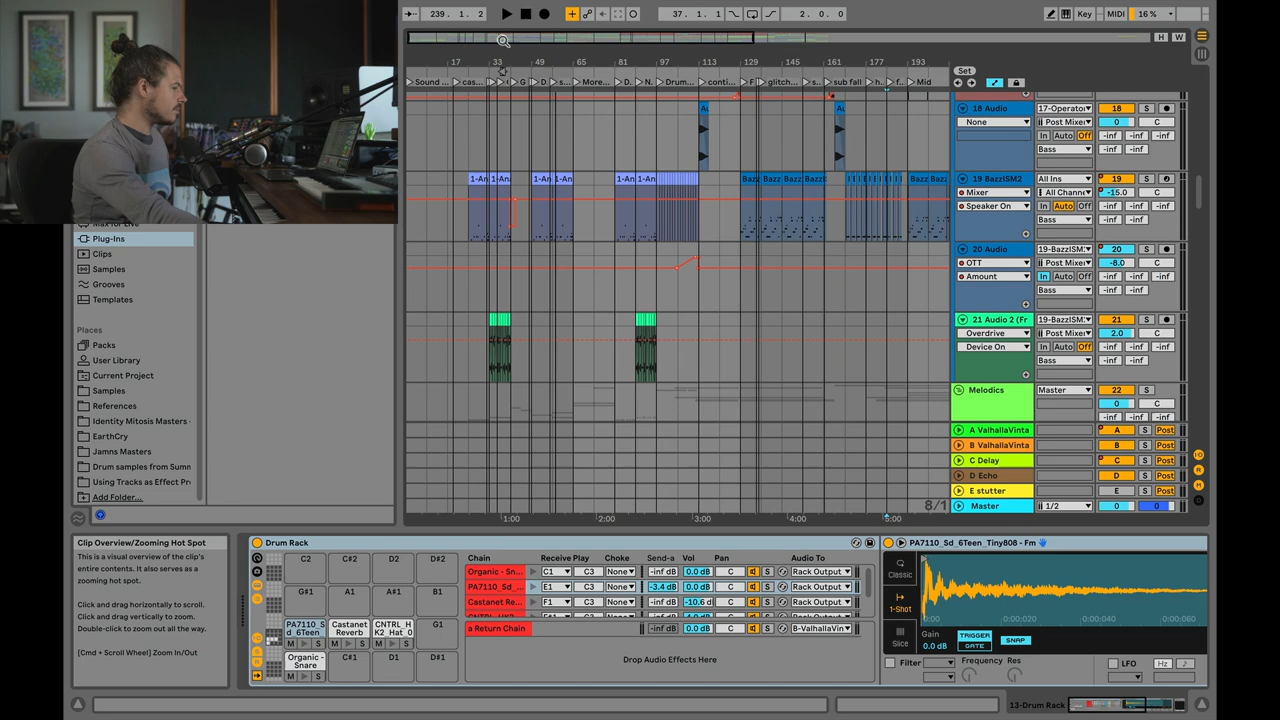 239. 1. 2
37. 1. 1
2. 0. 0
Key
MIDI
16 %
H
W
17 33 49 65 81 97 113 129 145 161 177 193
Sound ...
cas...
G
D
s...
More...
D.
N.
Drum...
conti...
F
glitch...
s...
sub fall
h..
f..
Mid
Set
18 Audio
17-Operator
18
S
None
Post Mixer
0
C
In
Auto
Off
-inf
-inf
Bass
-inf
-inf
1-An
1-An
1-An
1-An
1-An
1-An
Bazz
Bazz
Bazz
BazzI
Bazz
Bazz
19 BazzISM2
All Ins
19
S
Mixer
All Channe
-15.0
C
Speaker On
In
Auto
Off
-inf
-inf
Bass
-inf
-inf
20 Audio
19-BazzISM
20
S
OTT
Post Mixer
-8.0
C
Amount
In
Auto
Off
-inf
-inf
Bass
-inf
-inf
21 Audio 2 (Fr
19-BazzISM
21
S
Overdrive
Post Mixer
2.0
C
Device On
In
Auto
Off
-inf
-inf
Bass
-inf
-inf
Melodics
Master
22
S
0
C
-inf
-inf
A ValhallaVinta
A
S
Post
B ValhallaVinta
B
S
Post
C Delay
C
S
Post
D Echo
D
S
Post
E stutter
E
S
Post
8/1
Master
1/2
0
0
1:00
2:00
3:00
4:00
5:00
Max for Live
Plug-Ins
Clips
Samples
Grooves
Templates
Places
Packs
User Library
Current Project
Samples
References
Identity Mitosis Masters
EarthCry
Jamns Masters
Drum samples from Sumn
Using Tracks as Effect Pr
Add Folder...
Clip Overview/Zooming Hot Spot
This is a visual overview of the clip's
entire contents. It also serves as a
zooming hot spot.
Click and drag horizontally to scroll.
Click and drag vertically to zoom.
Double-click to zoom out all the way.
[Cmd + Scroll Wheel] Zoom In/Out
Drum Rack
C2
C#2
D2
D#2
G#1
A1
A#1
B1
PA7110_S
d_6Teen
Castanet
Reverb
CNTRL_H
K2_Hat_0
G1
M
S
M
S
M
S
Organic -
Snare
C#1
D1
D#1
M
S
Chain
Receive
Play
Choke
Send-a
Vol
Pan
Audio To
Organic - Sn...
C1
C3
None
-inf dB
0.0 dB
C
S
Rack Output
PA7110_Sd_...
E1
C3
None
-3.4 dB
0.0 dB
C
S
Rack Output
Castanet Re...
F1
C3
None
-inf dB
-10.6 d
C
S
Rack Output
a Return Chain
-inf dB
0.0 dB
C
S
B-ValhallaVin
Drop Audio Effects Here
PA7110_Sd_6Teen_Tiny808 - Fm
Classic
1-Shot
Slice
0:00
0:00:020
0:00:040
0:00:060
Gain
0.0 dB
TRIGGER
GATE
SNAP
Filter
Frequency
Res
LFO
Hz
13-Drum Rack